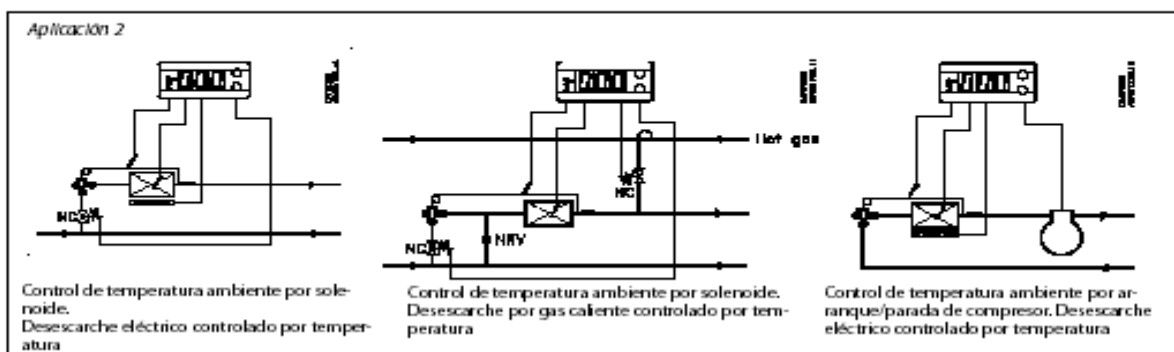 Aplicación 2
Hot gas
NC
NC
NRV
NC
Control de temperatura ambiente por sole-
noide.
Desescarche eléctrico controlado por temper-
atura
Control de temperatura ambiente por solenoide.
Desescarche por gas caliente controlado por tem-
peratura
Control de temperatura ambiente por ar-
ranque/parada de compresor. Desescarche
eléctrico controlado por temperatura